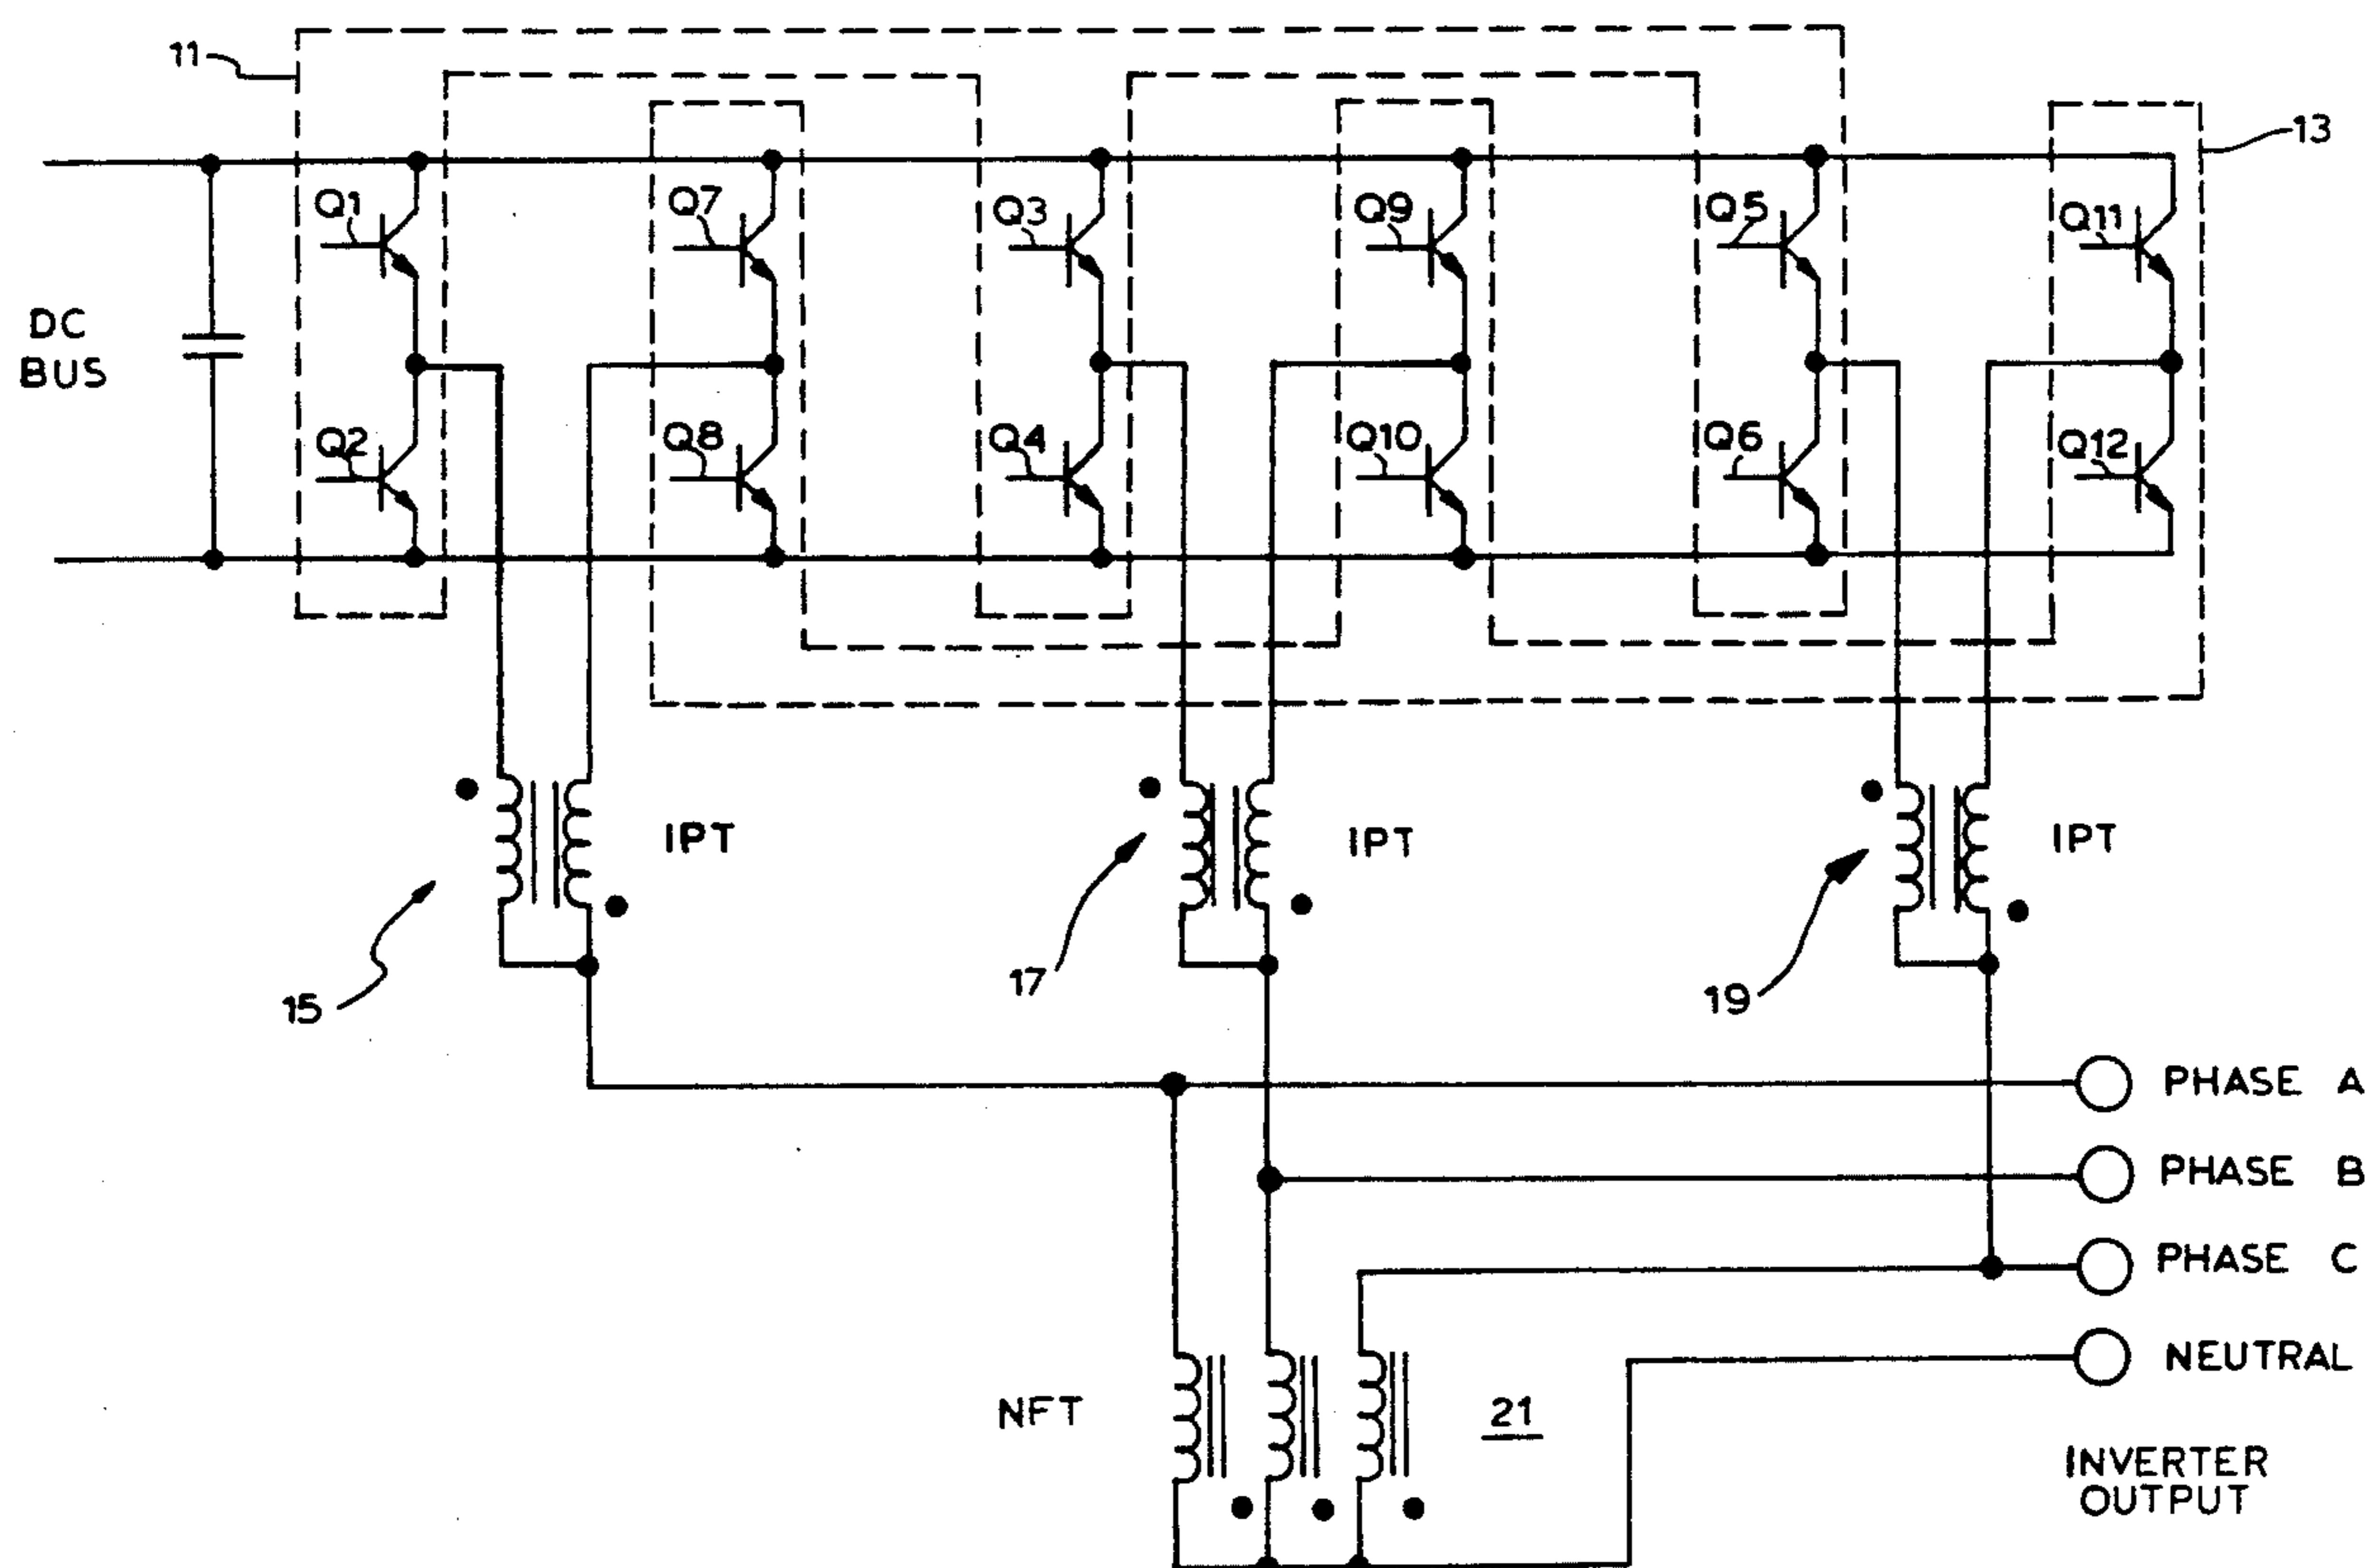 11
13
Q1
Q7
Q3
Q9
Q5
Q11
DC
BUS
Q2
Q8
Q4
Q10
Q6
Q12
IPT
IPT
IPT
15
17
19
PHASE A
PHASE B
PHASE C
NEUTRAL
NFT
21
INVERTER
OUTPUT